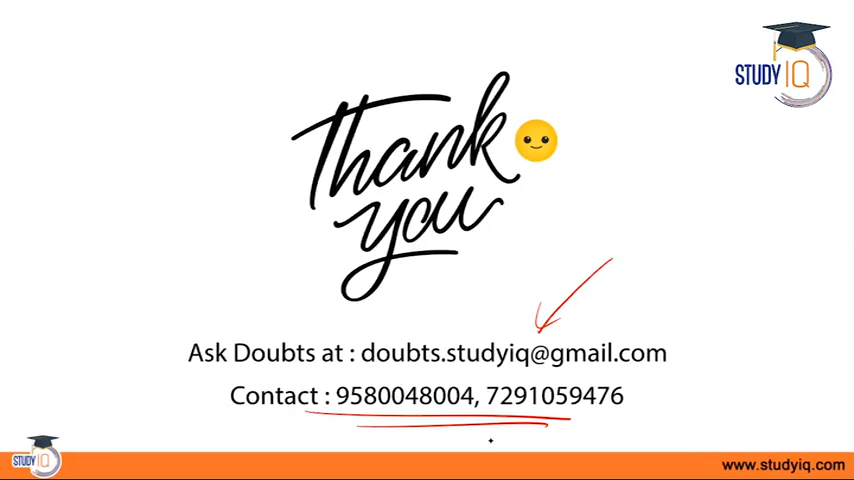 STUDY IQ
Thank
you
Ask Doubts at : doubts.studyiq@gmail.com
Contact : 9580048004, 7291059476
STUDY IQ
www.studyiq.com